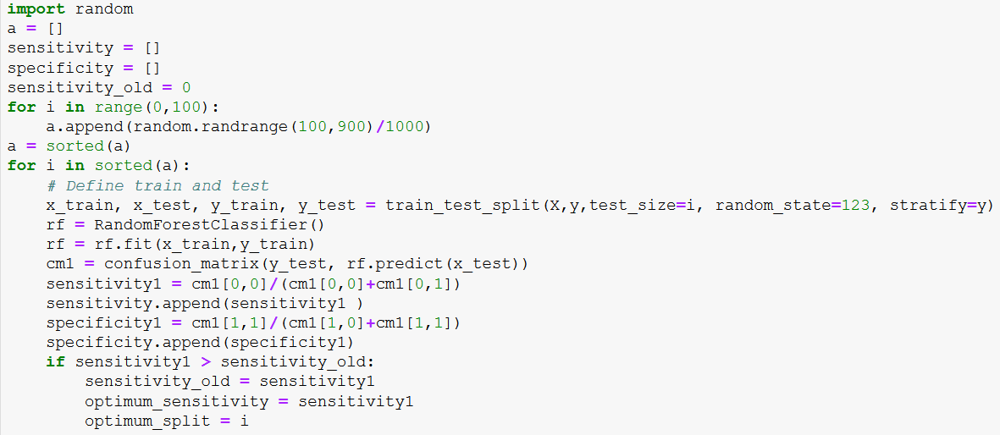 import random
a = []
sensitivity = []
specificity = []
sensitivity_old = 0
for i in range(0,100):
    a.append(random.randrange(100,900)/1000)
a = sorted(a)
for i in sorted(a):
    # Define train and test
    x_train, x_test, y_train, y_test = train_test_split(X,y,test_size=i, random_state=123, stratify=y)
    rf = RandomForestClassifier()
    rf = rf.fit(x_train,y_train)
    cm1 = confusion_matrix(y_test, rf.predict(x_test))
    sensitivity1 = cm1[0,0]/(cm1[0,0]+cm1[0,1])
    sensitivity.append(sensitivity1 )
    specificity1 = cm1[1,1]/(cm1[1,0]+cm1[1,1])
    specificity.append(specificity1)
    if sensitivity1 > sensitivity_old:
        sensitivity_old = sensitivity1
        optimum_sensitivity = sensitivity1
        optimum_split = i